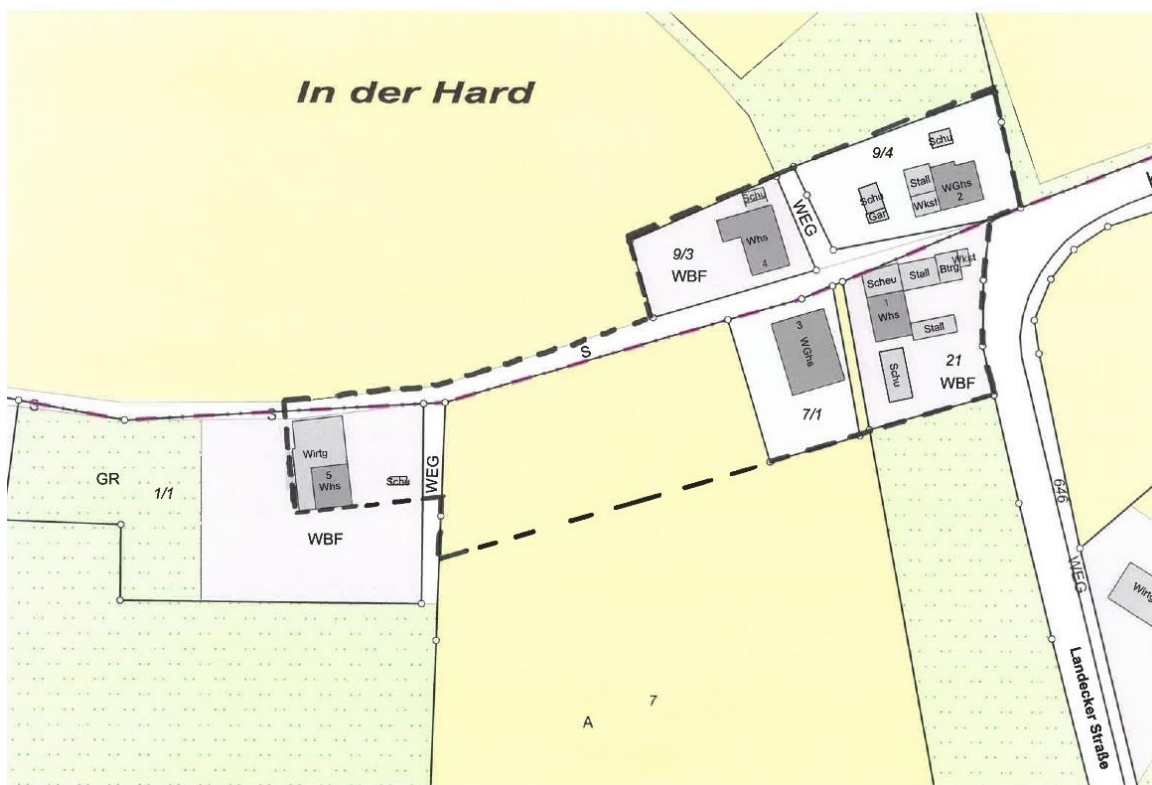 In der Hard
Schu
9/4
Stall
WGhs
2
Wkst
Schu
Gar
K
Schu
WEG
Whs
4
9/3
WBF
Wkst
Btrg
Stall
Scheu
1
Whs
Stall
3
WGhs
S
21
WBF
Schu
7/1
S
S
Wirtg
5
Whs
Schu
WEG
GR
1/1
WBF
646
WEG
Wirtg
Landecker Straße
7
A